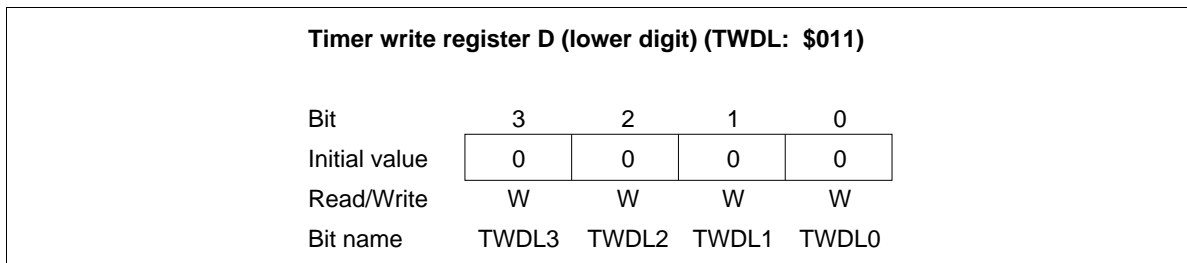 Timer write register D (lower digit) (TWDL: $011)
Bit 3 2 1 0
Initial value 0 0 0 0
Read/Write W W W W
Bit name TWDL3 TWDL2 TWDL1 TWDL0